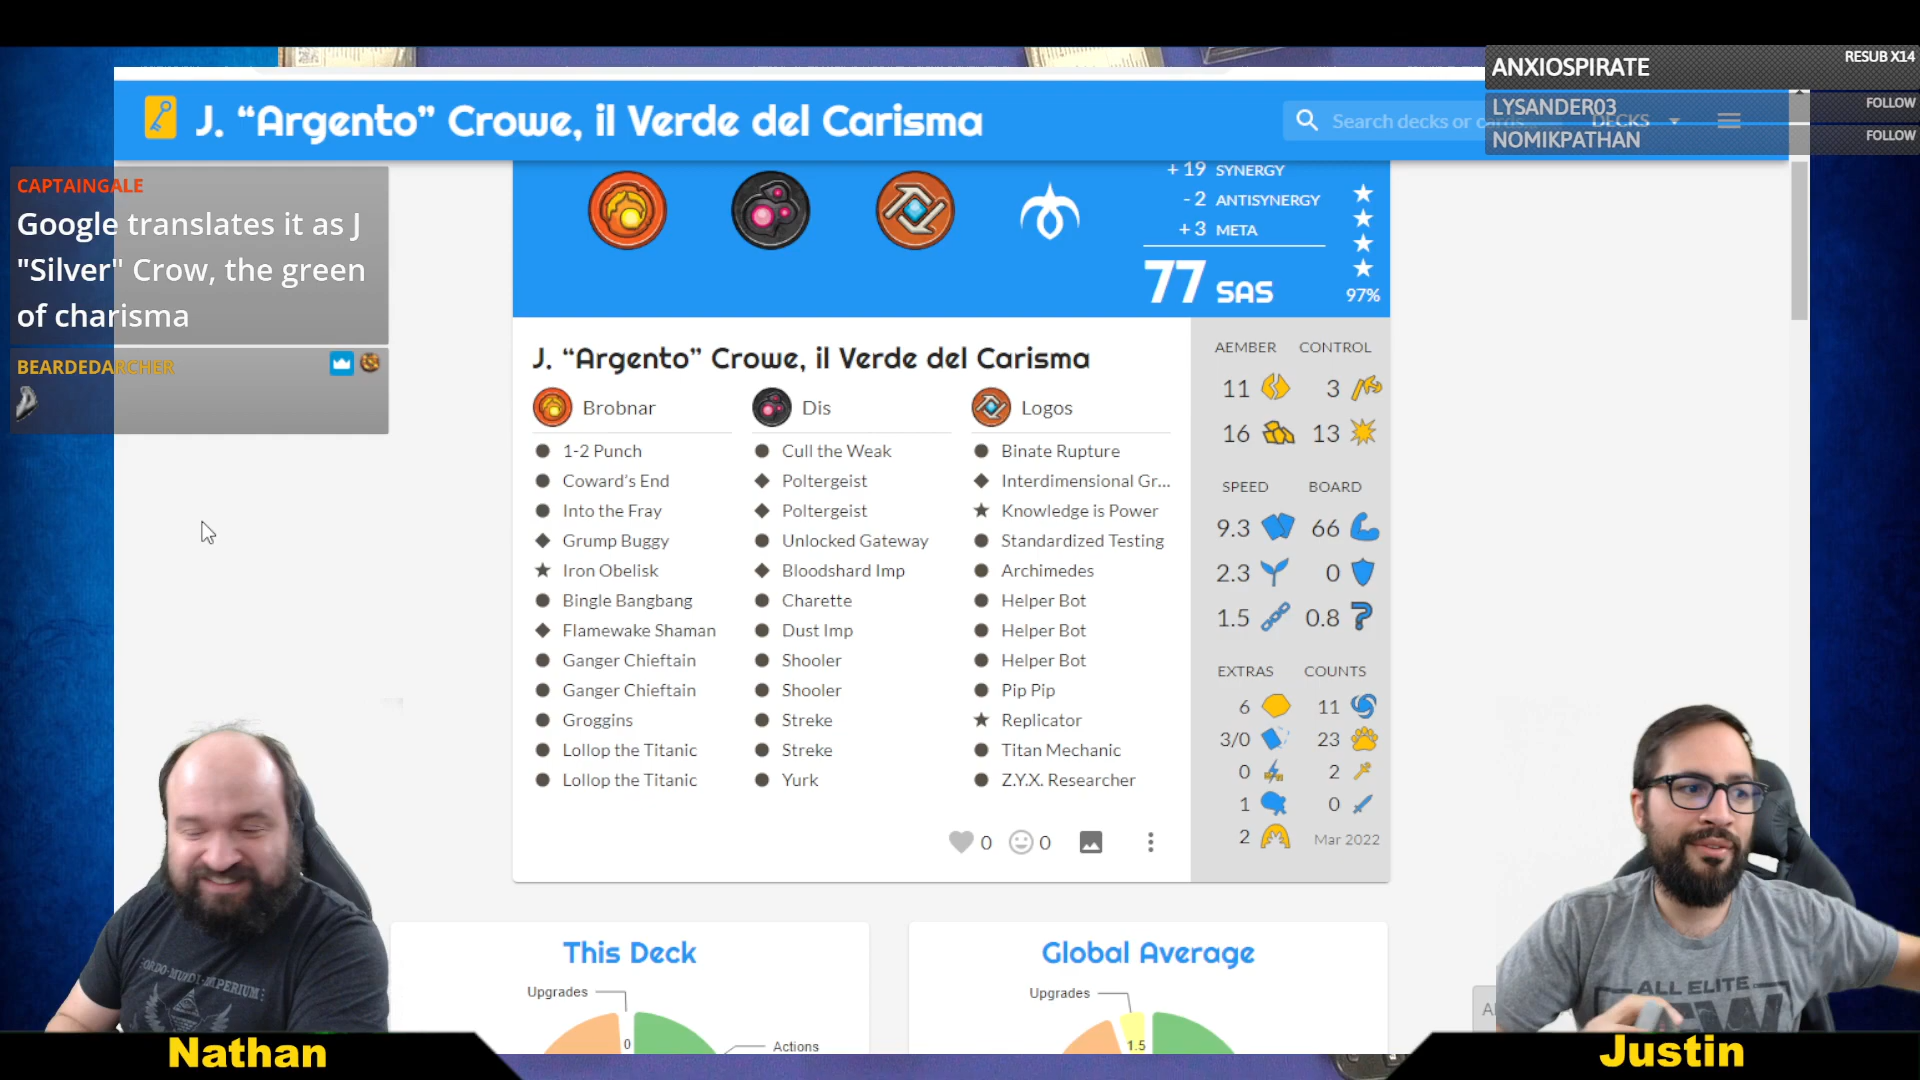 J. “Argento” Crowe, il Verde del Carisma
Search decks or cards
DECKS
ANXIOSPIRATE
RESUB X14
LYSANDER03
FOLLOW
NOMIKPATHAN
FOLLOW
CAPTAINGALE
Google translates it as J
"Silver" Crow, the green
of charisma
BEARDEDARCHER
+ 19 SYNERGY
- 2 ANTISYNERGY
+ 3 META
77 SAS
97%
J. “Argento” Crowe, il Verde del Carisma
Brobnar
1-2 Punch
Coward’s End
Into the Fray
Grump Buggy
Iron Obelisk
Bingle Bangbang
Flamewake Shaman
Ganger Chieftain
Ganger Chieftain
Groggins
Lollop the Titanic
Lollop the Titanic
Dis
Cull the Weak
Poltergeist
Poltergeist
Unlocked Gateway
Bloodshard Imp
Charette
Dust Imp
Shooler
Shooler
Streke
Streke
Yurk
Logos
Binate Rupture
Interdimensional Gr...
Knowledge is Power
Standardized Testing
Archimedes
Helper Bot
Helper Bot
Helper Bot
Pip Pip
Replicator
Titan Mechanic
Z.Y.X. Researcher
0
0
AEMBER CONTROL
11 3
16 13
SPEED BOARD
9.3 66
2.3 0
1.5 0.8
EXTRAS COUNTS
6 11
3/0 23
0 2
1 0
2 Mar 2022
This Deck
Upgrades
0
Actions
Global Average
Upgrades
1.5
ORDO·MUNDI·IMPERIUM
ALL ELITE
Nathan
Justin